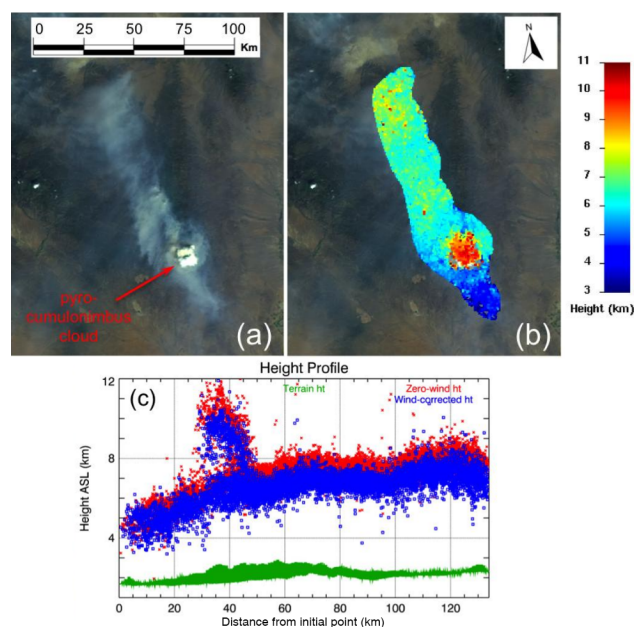 0 25 50 75 100
Km
N
11
10
9
8
7
6
5
4
3
Height (km)
pyro-
cumulonimbus
cloud
(a)
(b)
Height Profile
(c)
Terrain ht
Zero-wind ht
Wind-corrected ht
12
8
4
Height ASL (km)
0 20 40 60 80 100 120
Distance from initial point (km)